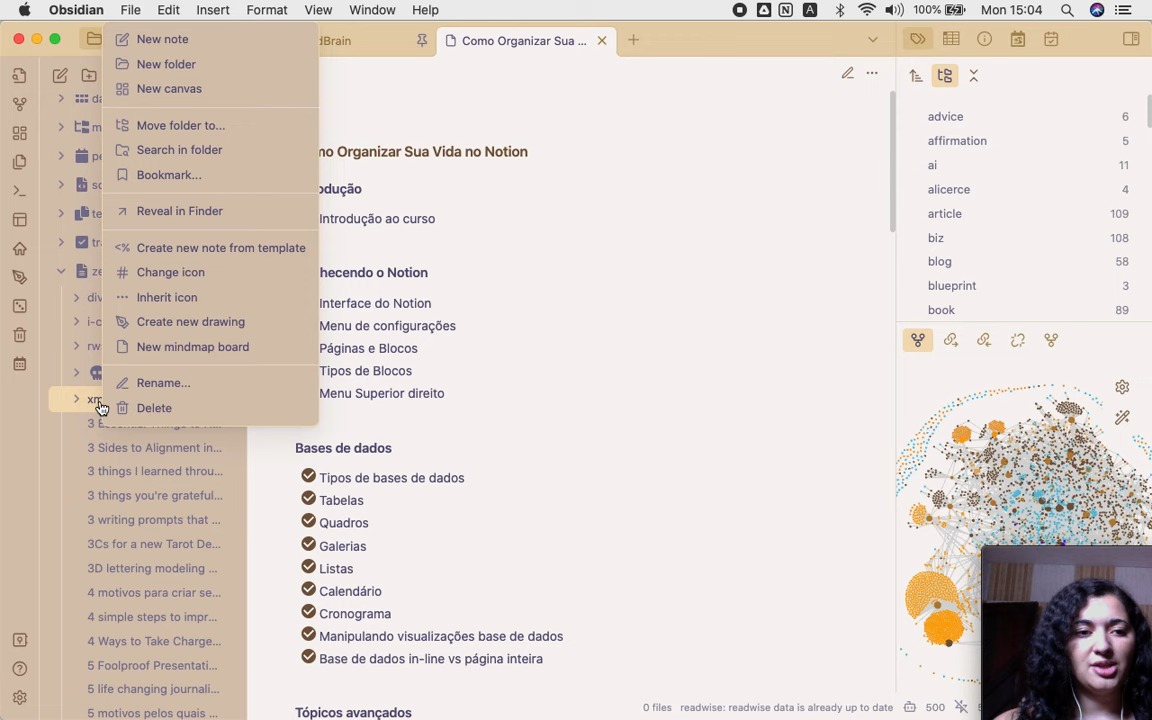 Obsidian File Edit Insert Format View Window Help 100% Mon 15:04
dBrain Como Organizar Sua ...
New note
New folder
New canvas
Move folder to...
Search in folder
Bookmark...
Reveal in Finder
Create new note from template
Change icon
Inherit icon
Create new drawing
New mindmap board
Rename...
Delete
3 Sides to Alignment in...
3 things I learned throu...
3 things you're grateful...
3 writing prompts that ...
3Cs for a new Tarot De...
3D lettering modeling ...
4 motivos para criar se...
4 simple steps to impr...
4 Ways to Take Charge...
5 Foolproof Presentati...
5 life changing journali...
5 motivos pelos quais ...
mo Organizar Sua Vida no Notion
odução
Introdução ao curso
hecendo o Notion
Interface do Notion
Menu de configurações
Páginas e Blocos
Tipos de Blocos
Menu Superior direito
Bases de dados
Tipos de bases de dados
Tabelas
Quadros
Galerias
Listas
Calendário
Cronograma
Manipulando visualizações base de dados
Base de dados in-line vs página inteira
Tópicos avançados
advice 6
affirmation 5
ai 11
alicerce 4
article 109
biz 108
blog 58
blueprint 3
book 89
0 files readwise: readwise data is already up to date 500